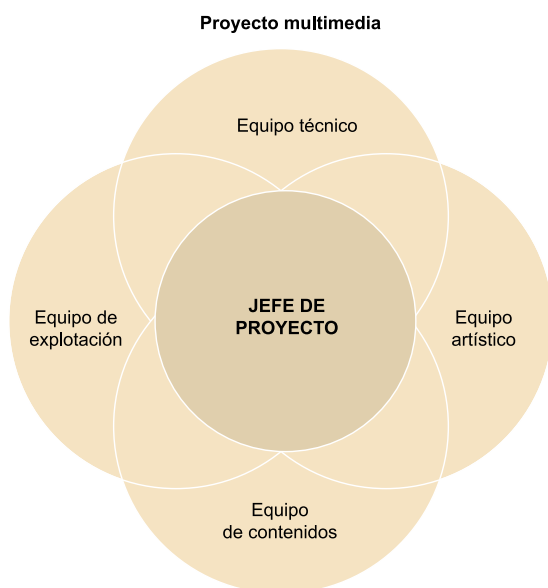 Proyecto multimedia
Equipo técnico
JEFE DE
PROYECTO
Equipo de
explotación
Equipo
artístico
Equipo
de contenidos